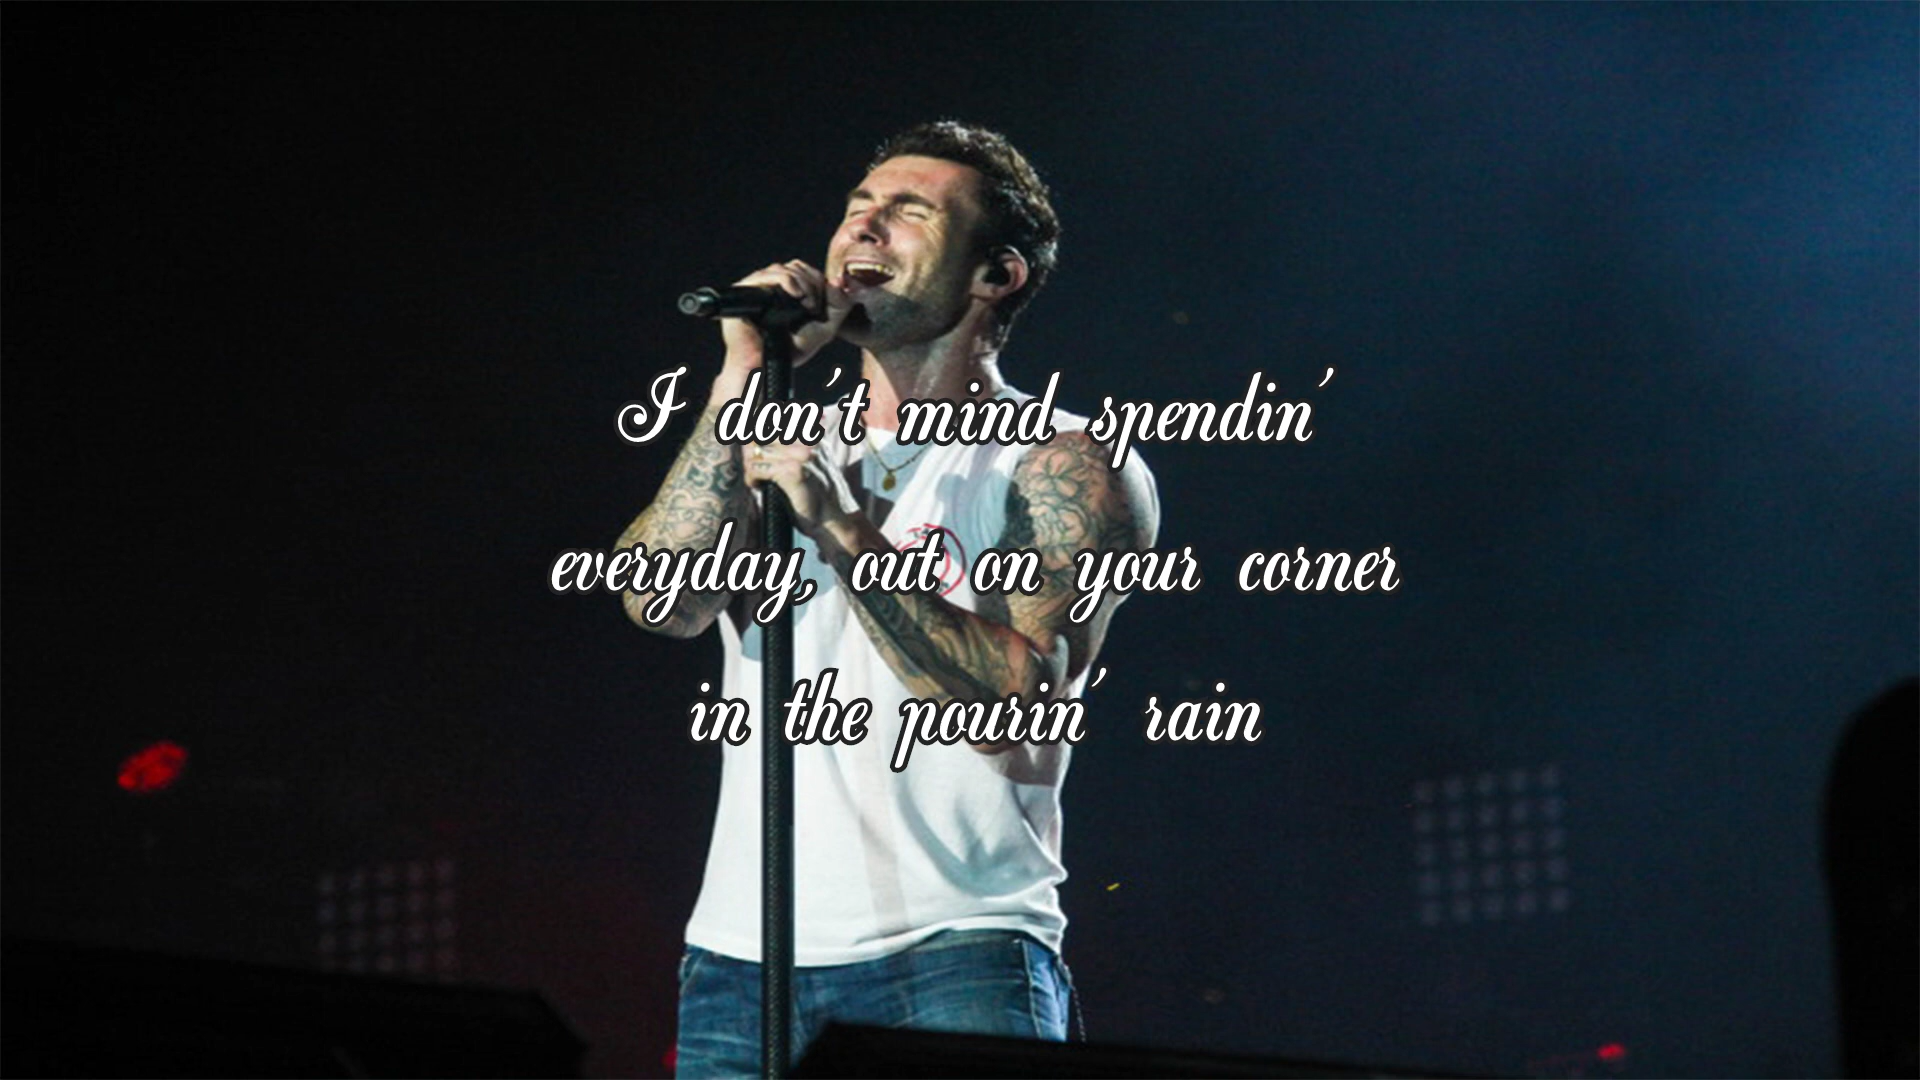 I don't mind spendin'
everyday, out on your corner
in the pourin' rain